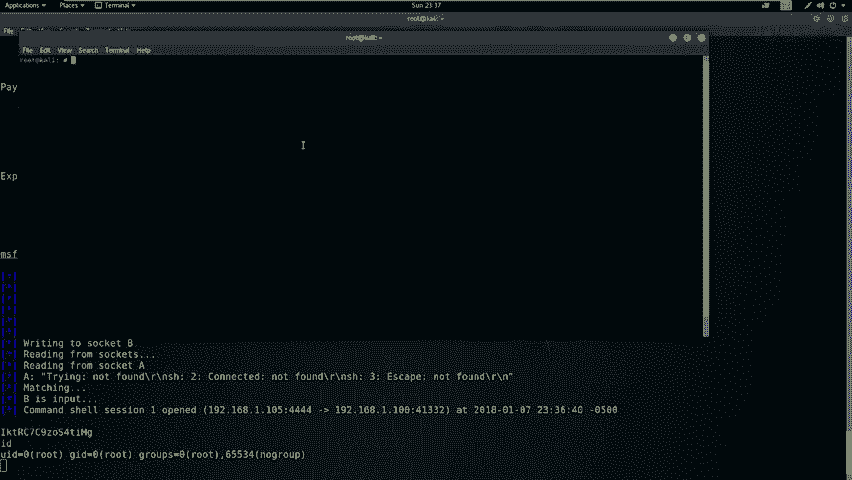 Applications Places Terminal Sun 23:37
root@kali: ~
File
root@kali: ~
File Edit View Search Terminal Help
root@kali:~#
Pay
Exp
msf
[*]
[*]
[*]
[*]
[*]
[*]
[*] Writing to socket B
[*] Reading from sockets...
[*] Reading from socket A
[*] A: "Trying: not found\r\nsh: 2: Connected: not found\r\nsh: 3: Escape: not found\r\n"
[*] Matching...
[*] B is input...
[*] Command shell session 1 opened (192.168.1.105:4444 -> 192.168.1.100:41332) at 2018-01-07 23:36:40 -0500
id
uid=0(root) gid=0(root) groups=0(root),65534(nogroup)